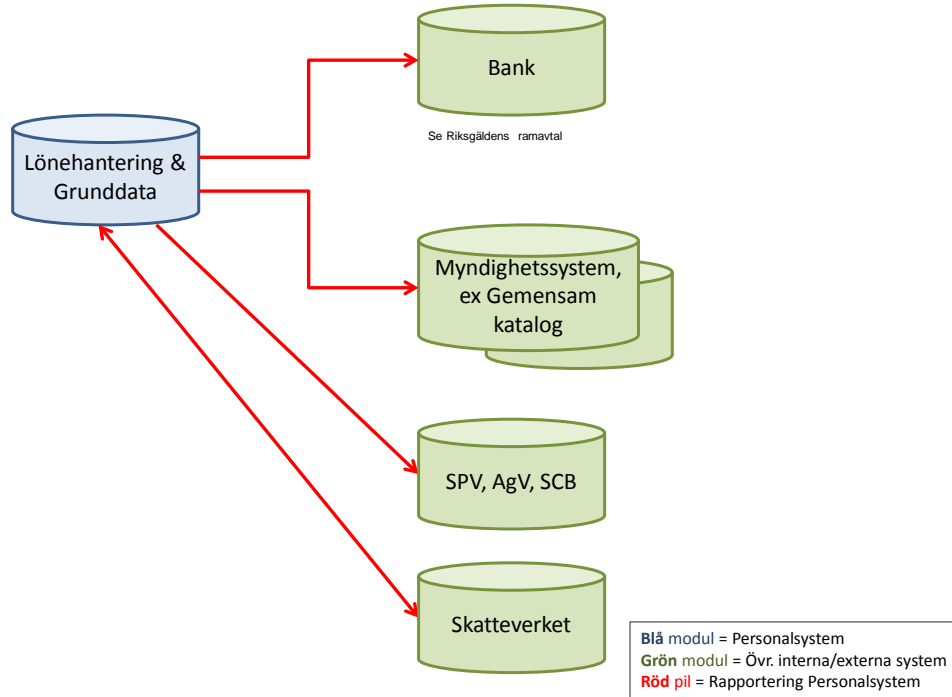 Bank
Se Riksgäldens ramavtal
Lönehantering &
Grunddata
Myndighetssystem,
ex Gemensam
katalog
SPV, AgV, SCB
Skatteverket
Blå modul = Personalsystem
Grön modul = Övr. interna/externa system
Röd pil = Rapportering Personalsystem